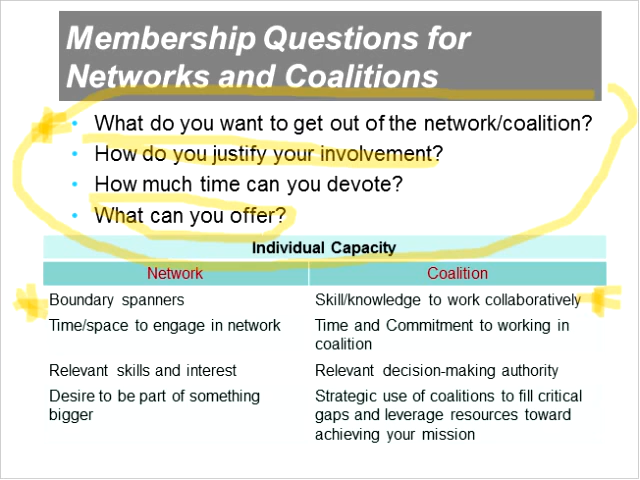 Membership Questions for
Networks and Coalitions
• What do you want to get out of the network/coalition?
• How do you justify your involvement?
• How much time can you devote?
• What can you offer?
Individual Capacity
Network Coalition
Boundary spanners Skill/knowledge to work collaboratively
Time/space to engage in network Time and Commitment to working in
coalition
Relevant skills and interest Relevant decision-making authority
Desire to be part of something Strategic use of coalitions to fill critical
bigger gaps and leverage resources toward
achieving your mission